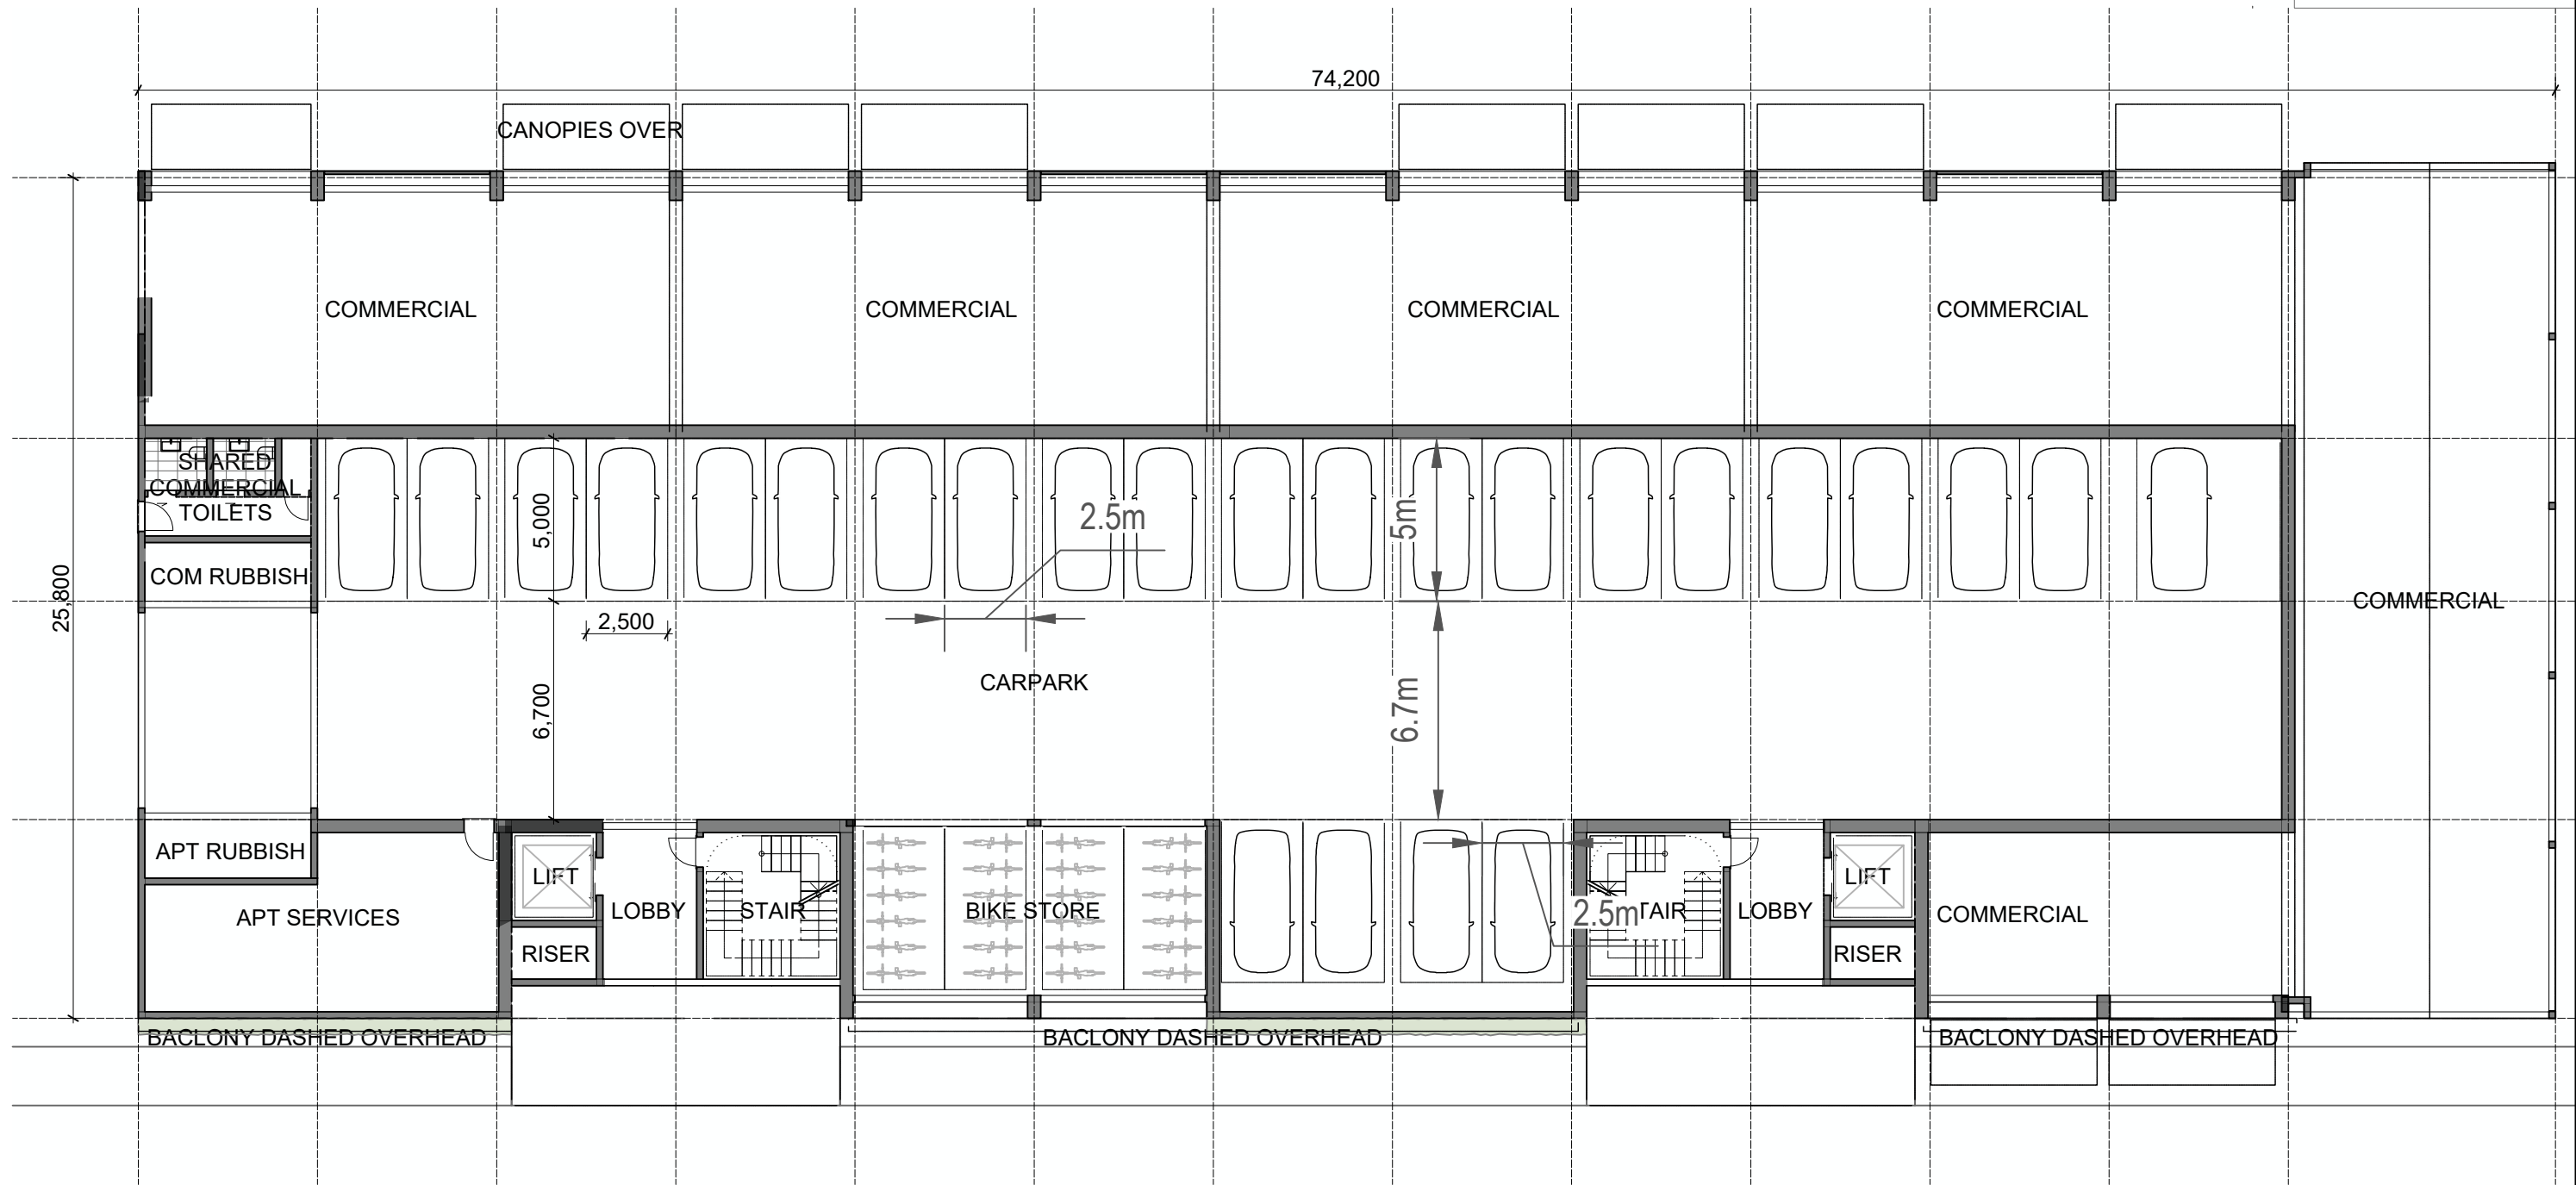 74,200
CANOPIES OVER
COMMERCIAL
COMMERCIAL
COMMERCIAL
COMMERCIAL
SHARED
COMMERCIAL
TOILETS
5,000
2.5m
5m
COM RUBBISH
25,800
COMMERCIAL
2,500
CARPARK
6,700
6.7m
APT RUBBISH
LIFT
LIFT
APT SERVICES
LOBBY
STAIR
BIKE STORE
2.5m
TAIR
LOBBY
COMMERCIAL
RISER
RISER
BACLONY DASHED OVERHEAD
BACLONY DASHED OVERHEAD
BACLONY DASHED OVERHEAD